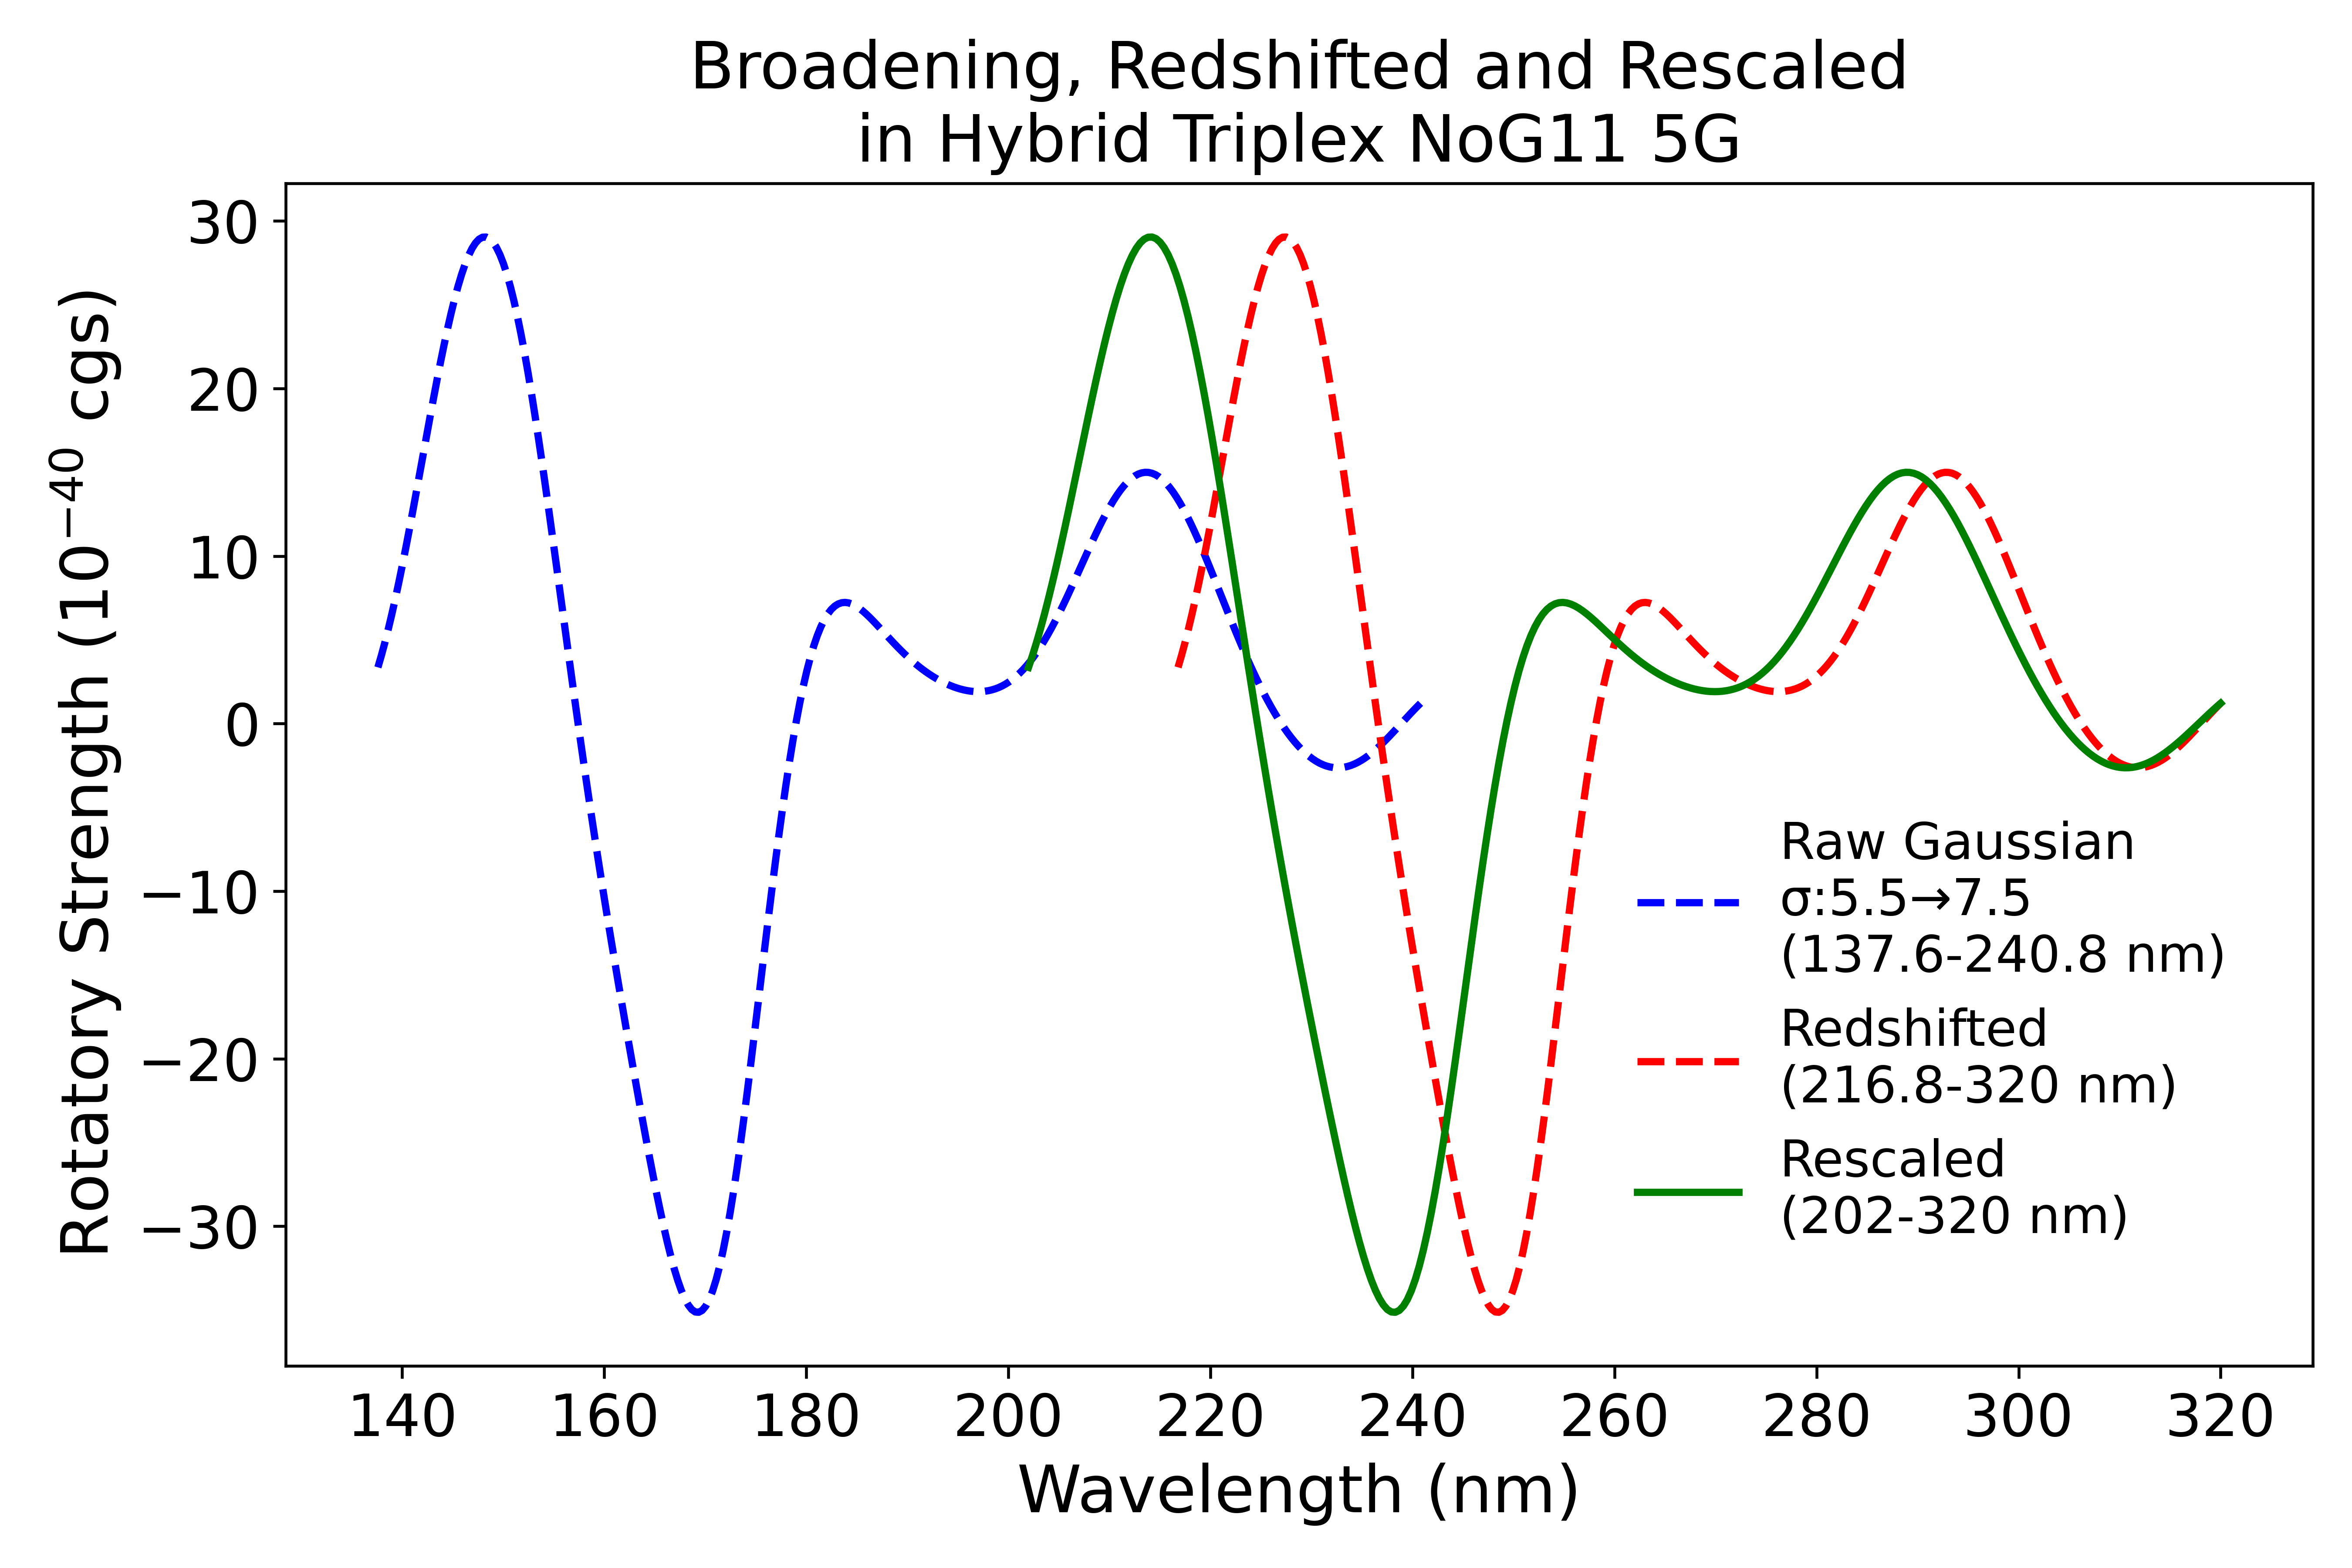 Broadening, Redshifted and Rescaled
in Hybrid Triplex NoG11 5G
Rotatory Strength (10⁻⁴⁰ cgs)
30
20
10
0
−10
−20
−30
Raw Gaussian
σ:5.5→7.5
(137.6-240.8 nm)
Redshifted
(216.8-320 nm)
Rescaled
(202-320 nm)
140 160 180 200 220 240 260 280 300 320
Wavelength (nm)